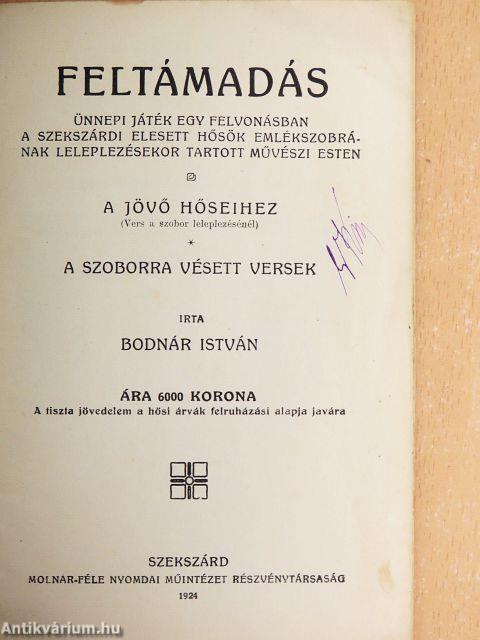 FELTÁMADÁS
ÜNNEPI JÁTÉK EGY FELVONÁSBAN
A SZEKSZÁRDI ELESETT HŐSÖK EMLÉKSZOBRÁ-
NAK LELEPLEZÉSEKOR TARTOTT MŰVÉSZI ESTEN
A JÖVŐ HŐSEIHEZ
(Vers a szobor leleplezésénél)
*
A SZOBORRA VÉSETT VERSEK
IRTA
BODNÁR ISTVÁN
ÁRA 6000 KORONA
A tiszta jövedelem a hősi árvák felruházási alapja javára
SZEKSZÁRD
MOLNÁR-FÉLE NYOMDAI MŰINTÉZET RÉSZVÉNYTÁRSASÁG
1924
Antikvárium.hu